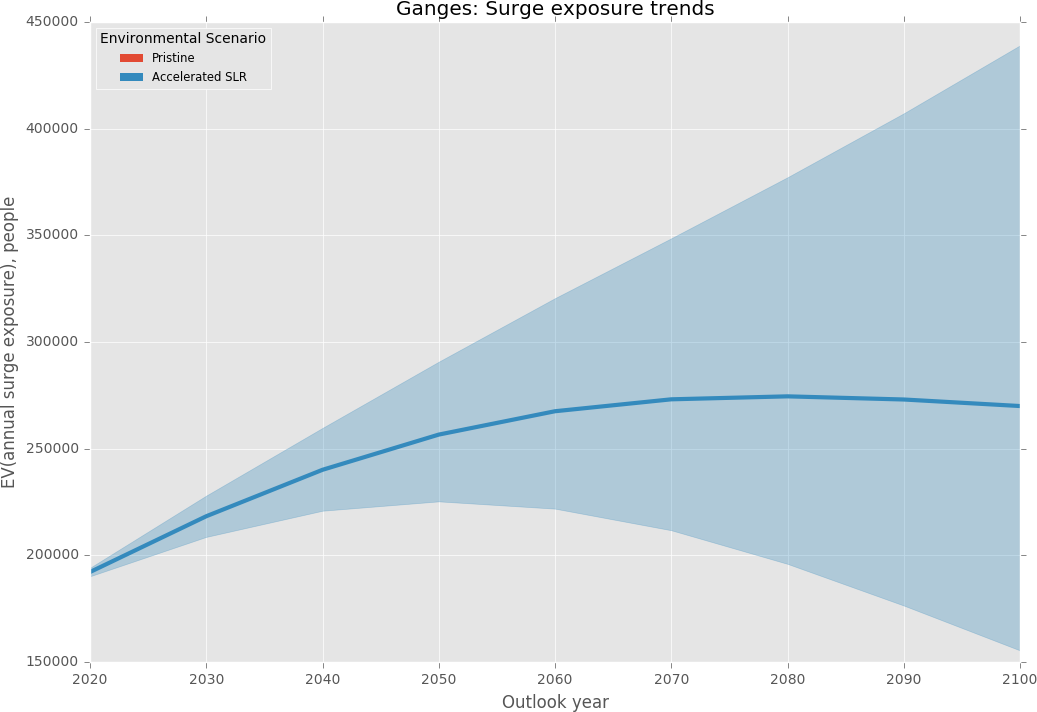 Ganges: Surge exposure trends
450000
400000
350000
300000
250000
200000
150000
EV(annual surge exposure), people
Environmental Scenario
Pristine
Accelerated SLR
2020 2030 2040 2050 2060 2070 2080 2090 2100
Outlook year